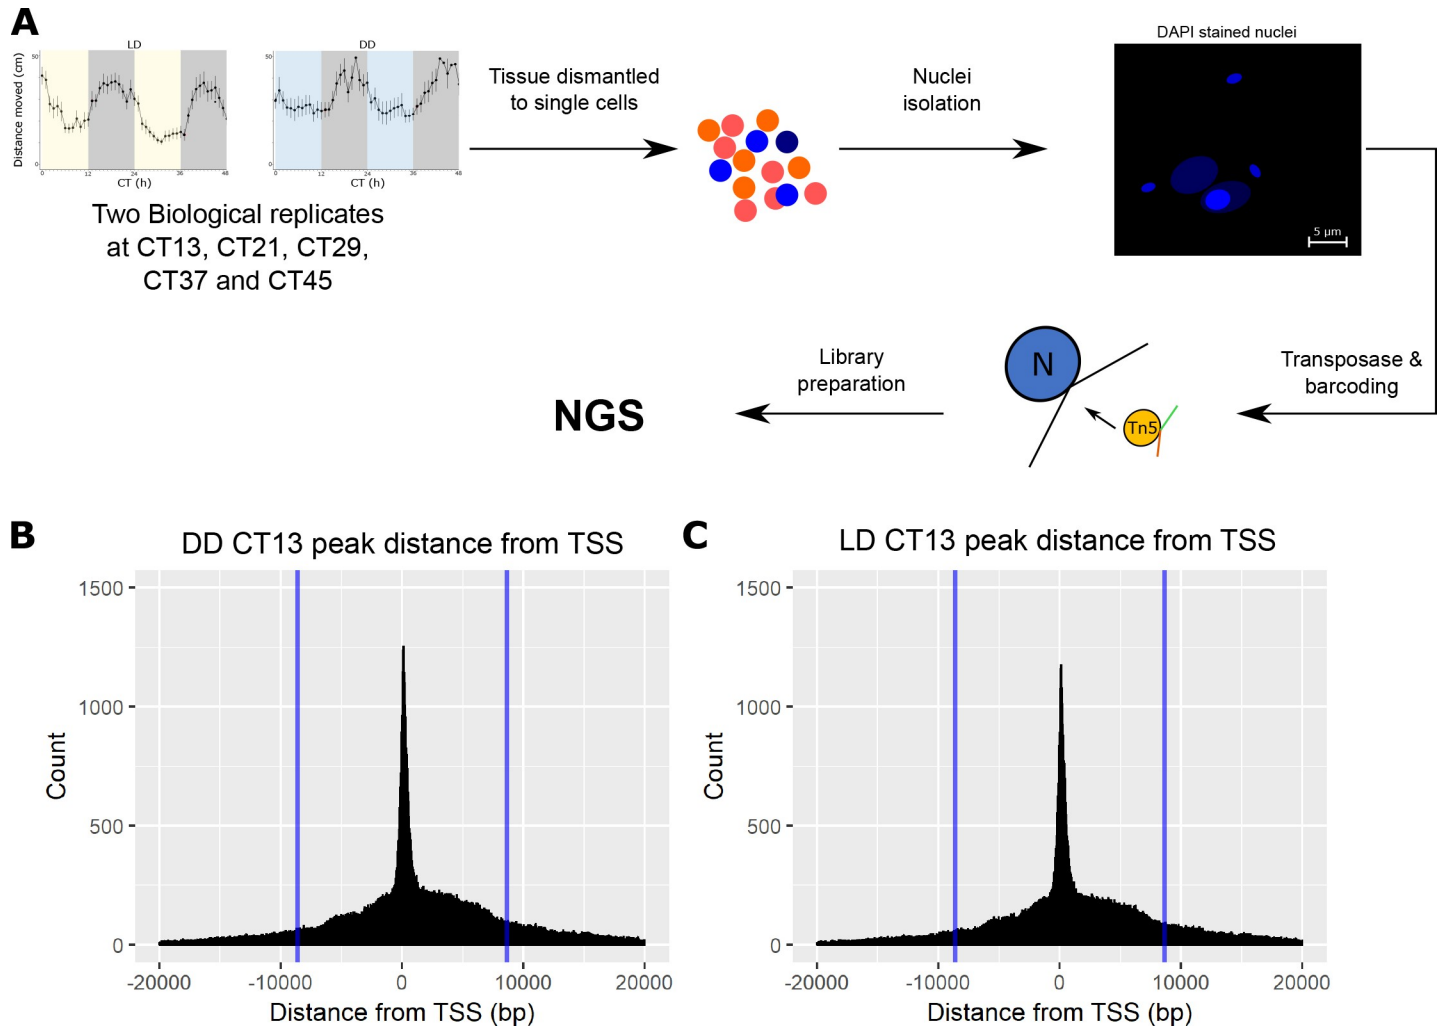 A
LD
DD
50
0
Distance moved (cm)
0
12
24
36
48
CT (h)
50
0
0
12
24
36
48
CT (h)
Two Biological replicates
at CT13, CT21, CT29,
CT37 and CT45
Tissue dismantled
to single cells
Nuclei
isolation
DAPI stained nuclei
5 µm
Transposase &
barcoding
N
Tn5
Library
preparation
NGS
B
DD CT13 peak distance from TSS
1500
1000
500
0
Count
-20000
-10000
0
10000
20000
Distance from TSS (bp)
C
LD CT13 peak distance from TSS
1500
1000
500
0
Count
-20000
-10000
0
10000
20000
Distance from TSS (bp)